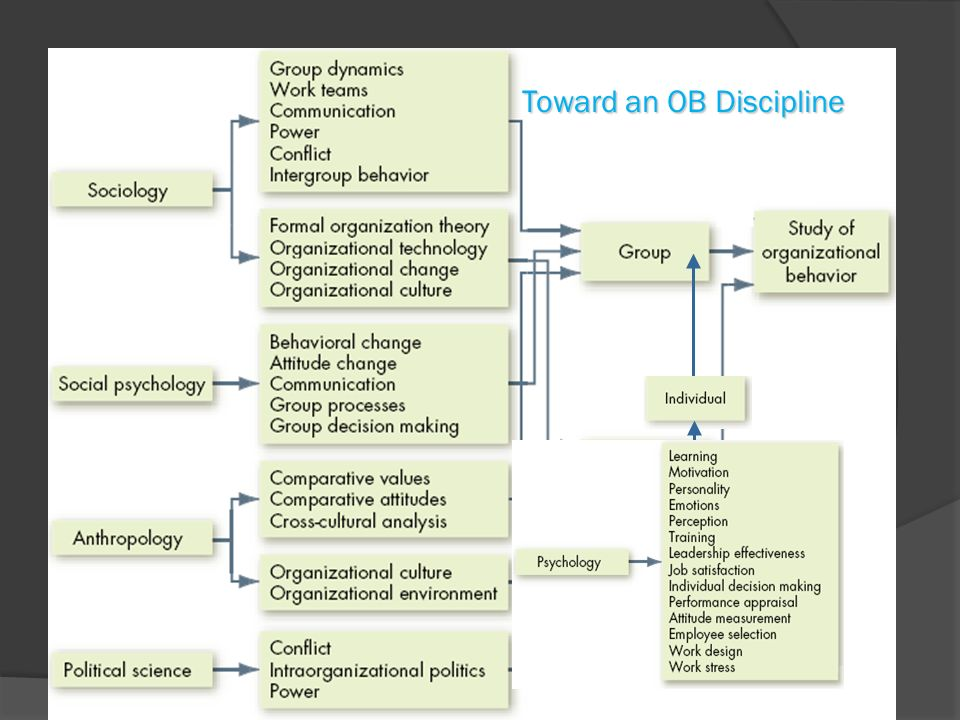 Toward an OB Discipline
Sociology
Group dynamics
Work teams
Communication
Power
Conflict
Intergroup behavior
Formal organization theory
Organizational technology
Organizational change
Organizational culture
Group
Study of
organizational
behavior
Social psychology
Behavioral change
Attitude change
Communication
Group processes
Group decision making
Individual
Anthropology
Comparative values
Comparative attitudes
Cross-cultural analysis
Organizational culture
Organizational environment
Psychology
Learning
Motivation
Personality
Emotions
Perception
Training
Leadership effectiveness
Job satisfaction
Individual decision making
Performance appraisal
Attitude measurement
Employee selection
Work design
Work stress
Political science
Conflict
Intraorganizational politics
Power